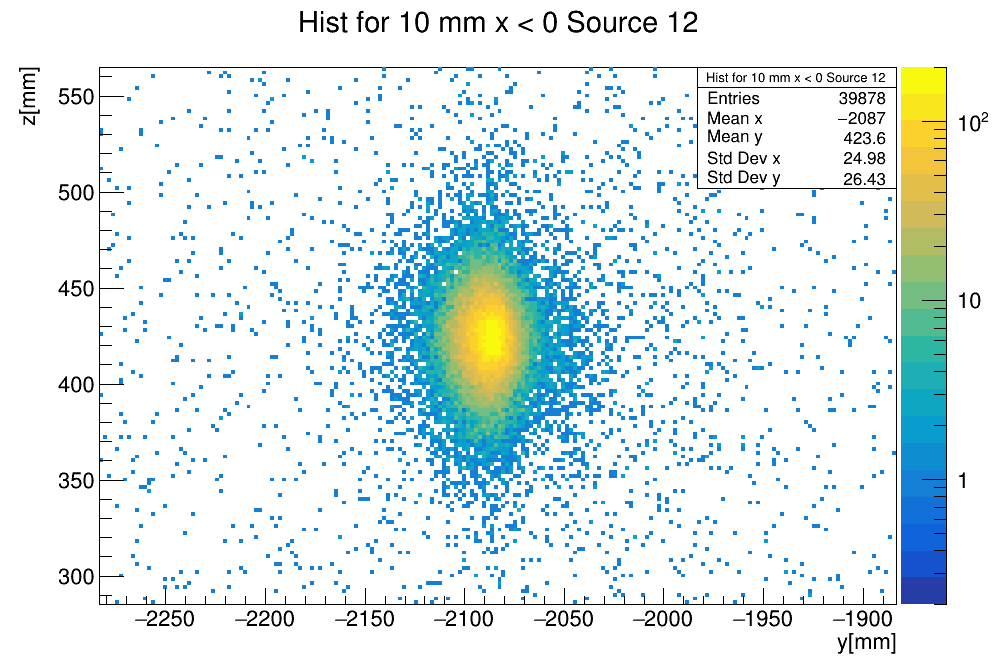 Hist for 10 mm x < 0 Source 12
z[mm]
Hist for 10 mm x < 0 Source 12
Entries 39878
Mean x −2087
Mean y 423.6
Std Dev x 24.98
Std Dev y 26.43
550
500
450
400
350
300
10²
10
1
−2250 −2200 −2150 −2100 −2050 −2000 −1950 −1900
y[mm]